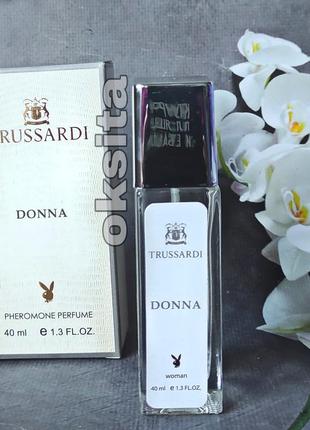 TRUSSARDI
DONNA
PHEROMONE PERFUME
40 ml e 1.3 FL.OZ.
oksita
TRUSSARDI
DONNA
woman
40 ml e 1.3 FL.OZ.